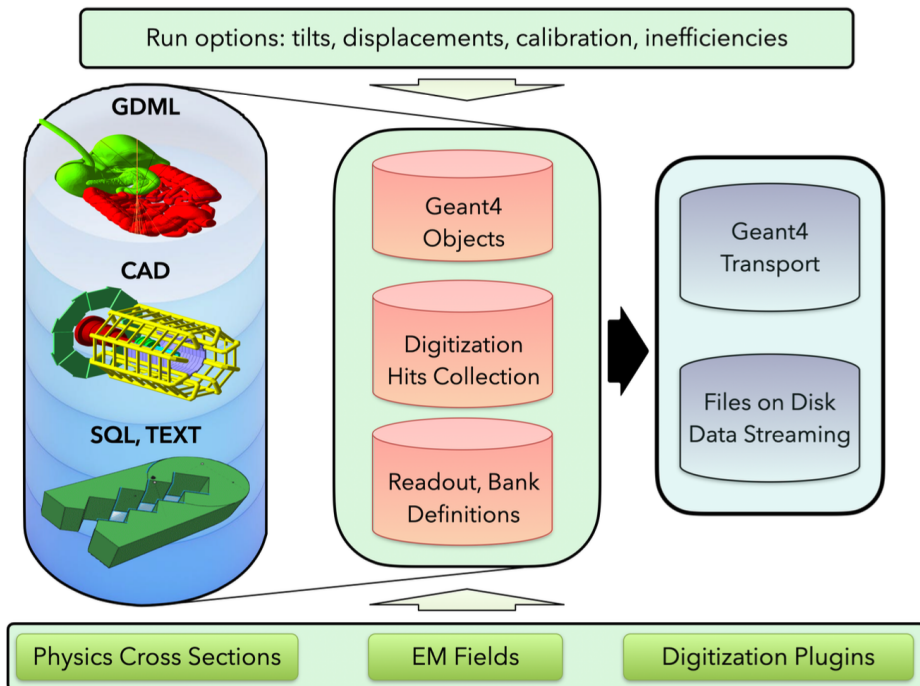 Run options: tilts, displacements, calibration, inefficiencies
GDML
CAD
SQL, TEXT
Geant4
Objects
Digitization
Hits Collection
Readout, Bank
Definitions
Geant4
Transport
Files on Disk
Data Streaming
Physics Cross Sections
EM Fields
Digitization Plugins